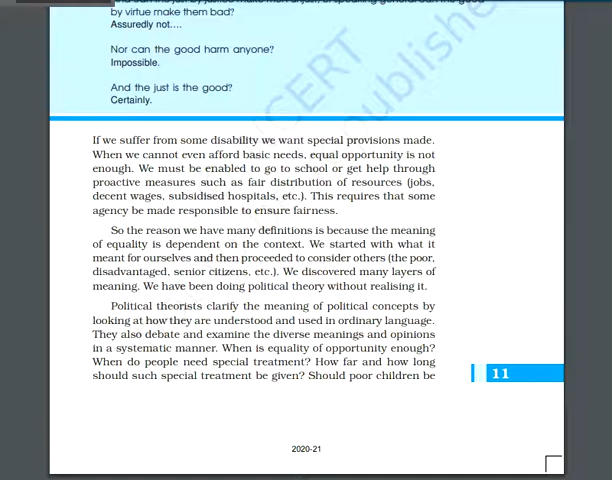 by virtue make them bad?
Assuredly not....
Nor can the good harm anyone?
Impossible.
And the just is the good?
Certainly.
If we suffer from some disability we want special provisions made.
When we cannot even afford basic needs, equal opportunity is not
enough. We must be enabled to go to school or get help through
proactive measures such as fair distribution of resources (jobs,
decent wages, subsidised hospitals, etc.). This requires that some
agency be made responsible to ensure fairness.
So the reason we have many definitions is because the meaning
of equality is dependent on the context. We started with what it
meant for ourselves and then proceeded to consider others (the poor,
disadvantaged, senior citizens, etc.). We discovered many layers of
meaning. We have been doing political theory without realising it.
Political theorists clarify the meaning of political concepts by
looking at how they are understood and used in ordinary language.
They also debate and examine the diverse meanings and opinions
in a systematic manner. When is equality of opportunity enough?
When do people need special treatment? How far and how long
should such special treatment be given? Should poor children be
11
2020-21